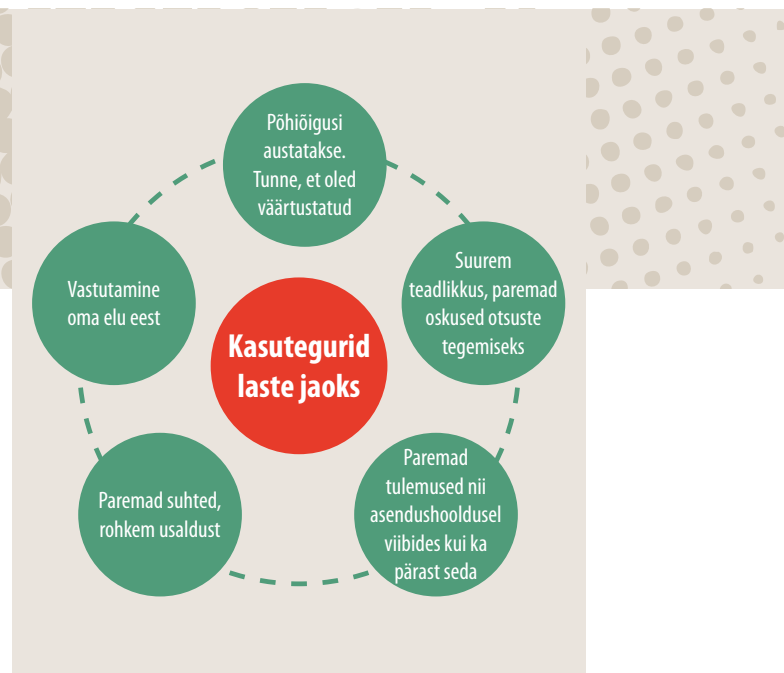 Põhiõigusi
austatakse.
Tunne, et oled
väärtustatud
Suurem
teadlikkus, paremad
oskused otsuste
tegemiseks
Paremad
tulemused nii
asendushooldusel
viibides kui ka
pärast seda
Paremad suhted,
rohkem usaldust
Vastutamine
oma elu eest
Kasutegurid
laste jaoks